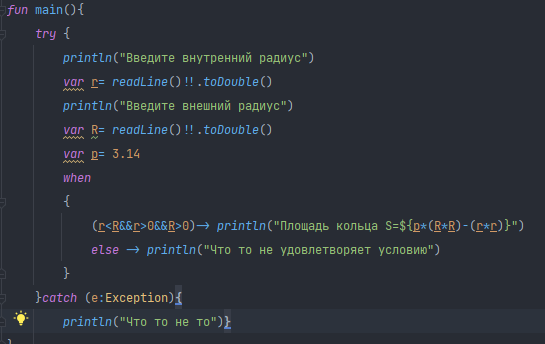 fun main(){
try {
println("Введите внутренний радиус")
var r= readLine()!!.toDouble()
println("Введите внешний радиус")
var R= readLine()!!.toDouble()
var p= 3.14
when
{
(r<R&&r>0&&R>0)-> println("Площадь кольца S=${p*(R*R)-(r*r)}")
else -> println("Что то не удовлетворяет условию")
}
}catch (e:Exception){
println("Что то не то")}
}